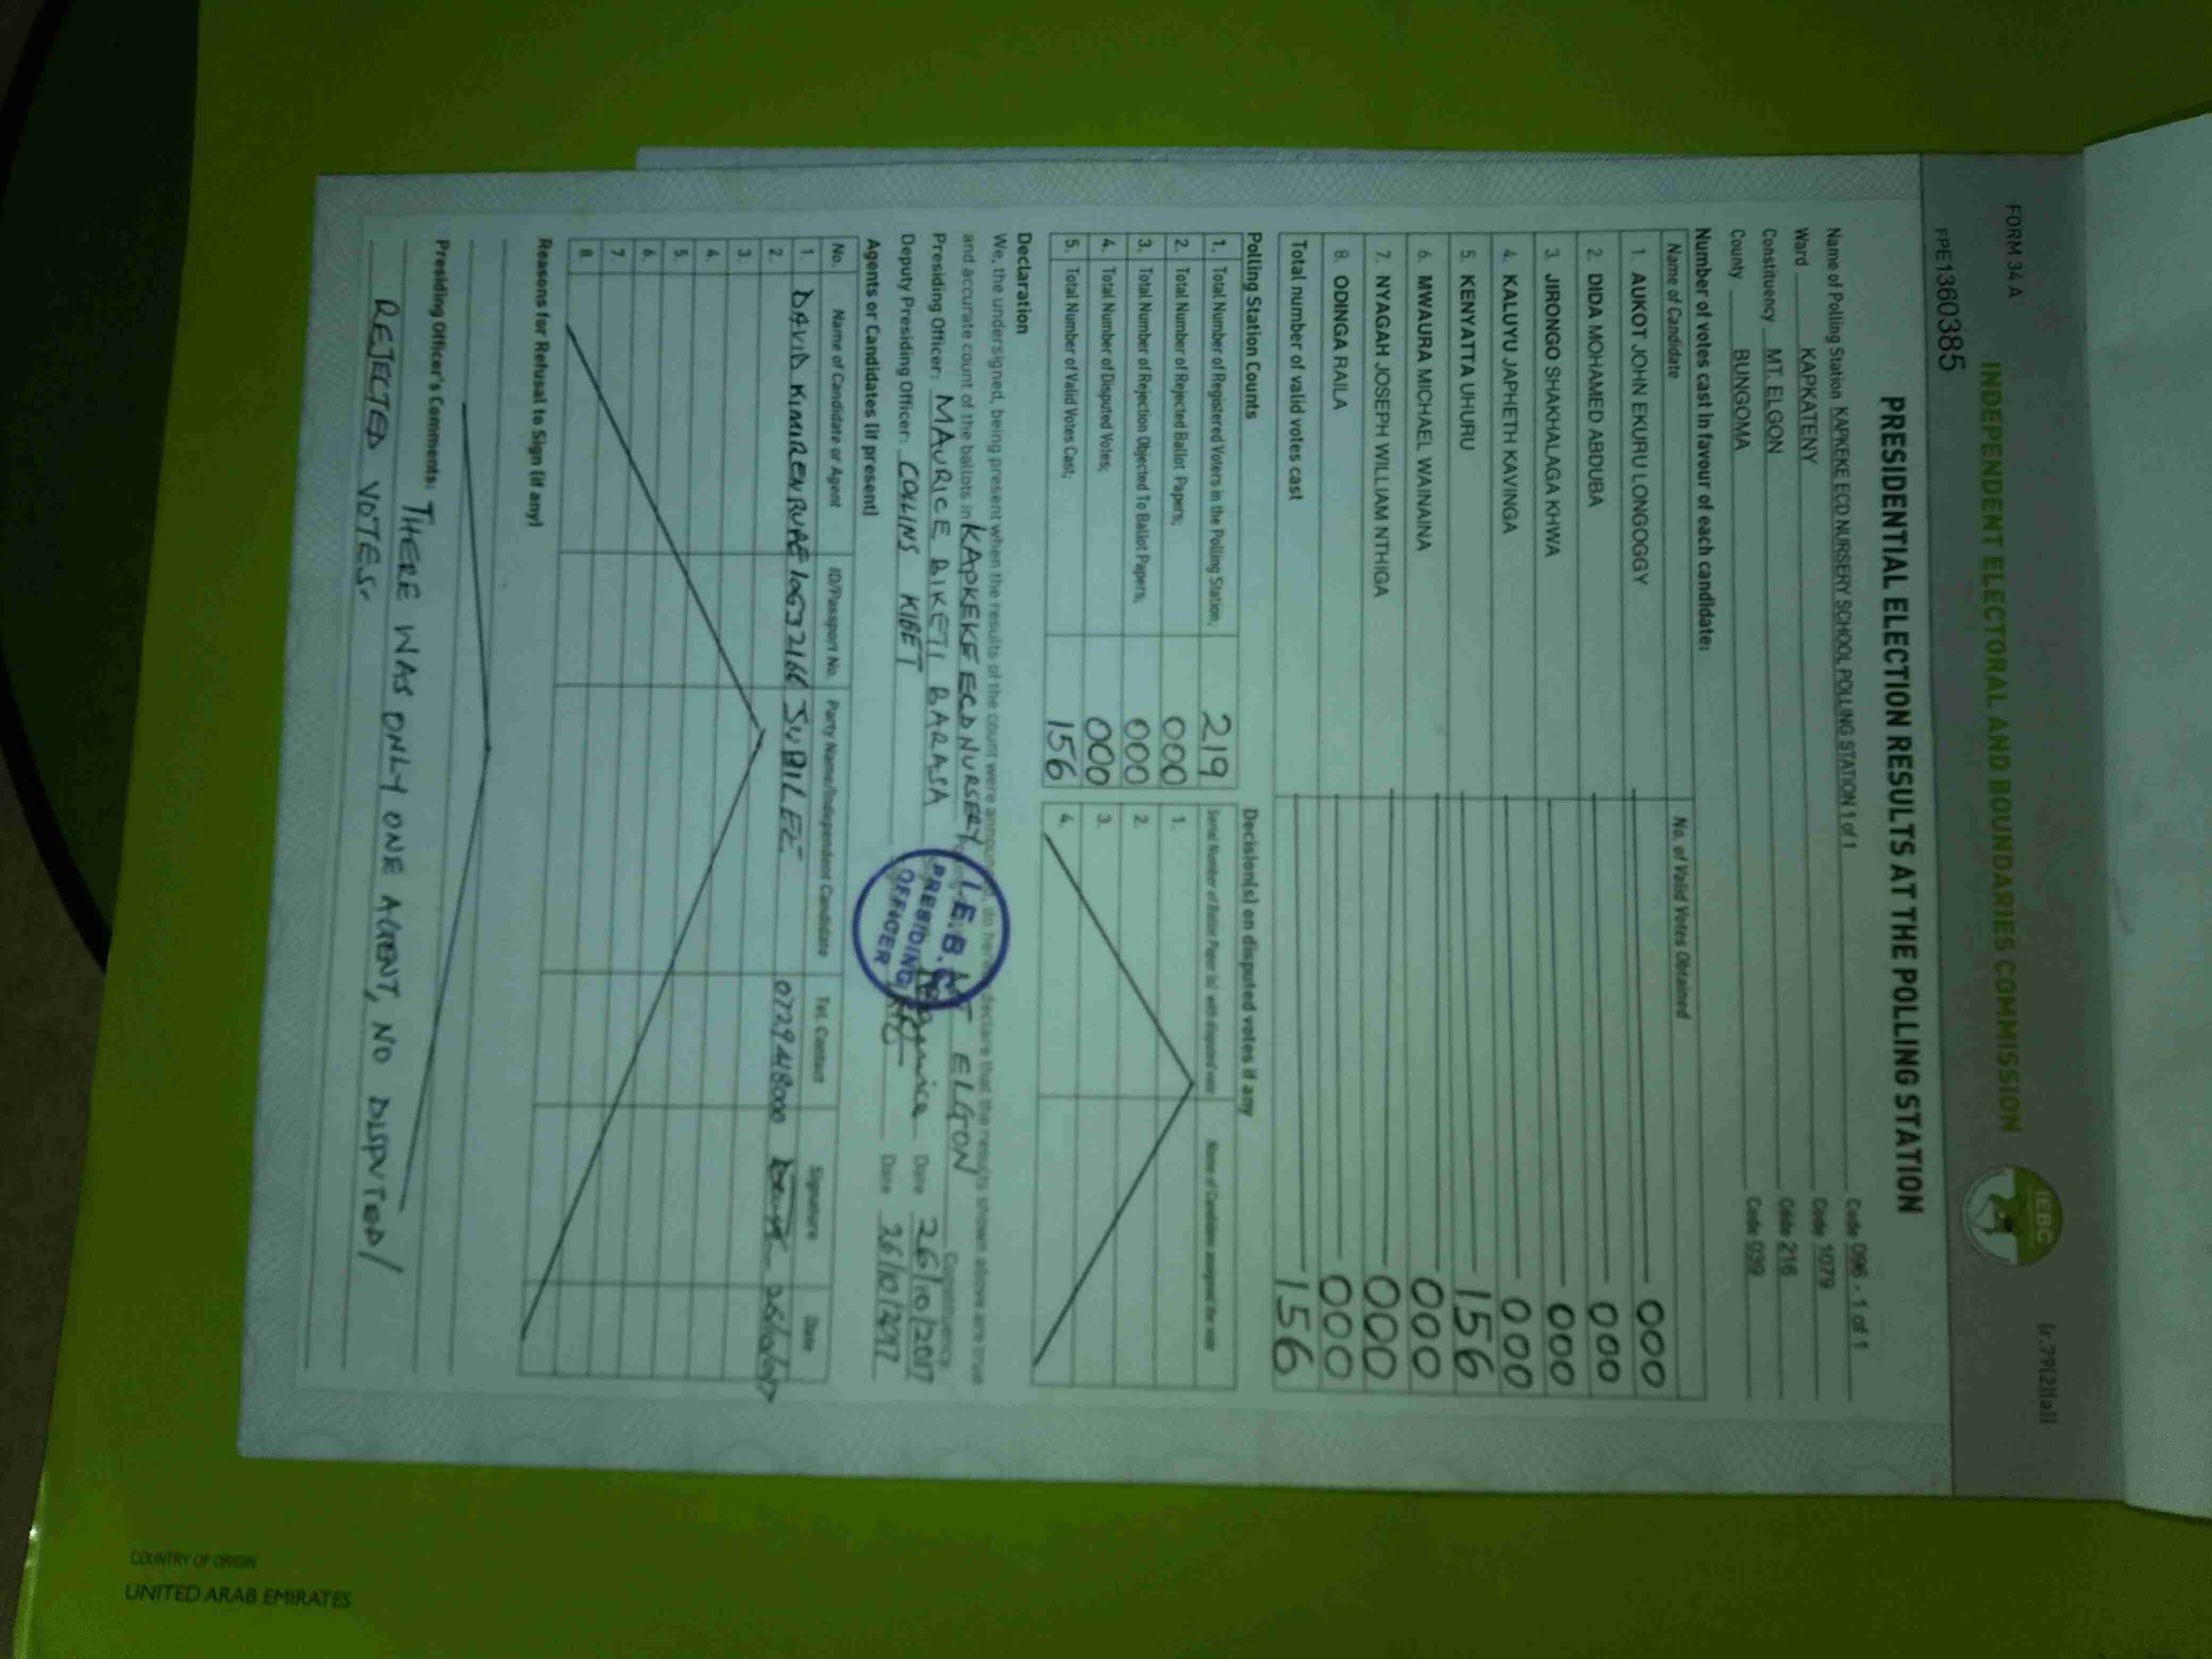 FORM 34 A
[r.79(2)(a)]
INDEPENDENT ELECTORAL AND BOUNDARIES COMMISSION
IEBC
FPE1360385
PRESIDENTIAL ELECTION RESULTS AT THE POLLING STATION
Name of Polling Station KAPKEKE ECD NURSERY SCHOOL POLLING STATION 1 of 1 Code 096 - 1 of 1
Ward KAPKATENY Code 1079
Constituency MT. ELGON Code 216
County BUNGOMA Code 039
Number of votes cast in favour of each candidate:
Name of Candidate No. of Valid Votes Obtained
1. AUKOT JOHN EKURU LONGOGGY 000
2. DIDA MOHAMED ABDUBA 000
3. JIRONGO SHAKHALAGA KHWA 000
4. KALUYU JAPHETH KAVINGA 000
5. KENYATTA UHURU 156
6. MWAURA MICHAEL WAINAINA 000
7. NYAGAH JOSEPH WILLIAM NTHIGA 000
8. ODINGA RAILA 000
Total number of valid votes cast 156
Polling Station Counts Decision(s) on disputed votes if any
1. Total Number of Registered Voters in the Polling Station; 219 Serial Number of Ballot Paper (s) with disputed vote Name of Candidate assigned the vote
2. Total Number of Rejected Ballot Papers; 000 1.
3. Total Number of Rejection Objected To Ballot Papers; 000 2.
4. Total Number of Disputed Votes; 000 3.
5. Total Number of Valid Votes Cast; 156 4.
Declaration
We, the undersigned, being present when the results of the count were announced, do hereby declare that the results shown above are true
and accurate count of the ballots in KAPKEKE ECD NURSERY MT ELGON Constituency
Presiding Officer: MAURICE BIKETI BARASA Date 26/10/2017
Deputy Presiding Officer: COLLINS KIBET Date 26/10/2017
I.E.B.C
PRESIDING
OFFICER
Agents or Candidates (if present)
No. Name of Candidate or Agent ID/Passport No. Party Name/Independent Candidate Tel. Contact Signature Date
1. DAVID 10632166 JUBILEE 0729418000
2.
3.
4.
5.
6.
7.
8.
Reasons for Refusal to Sign (if any)
Presiding Officer's Comments: THERE WAS ONLY ONE AGENT, NO DISPUTED/
REJECTED VOTES.
COUNTRY OF ORIGIN
UNITED ARAB EMIRATES